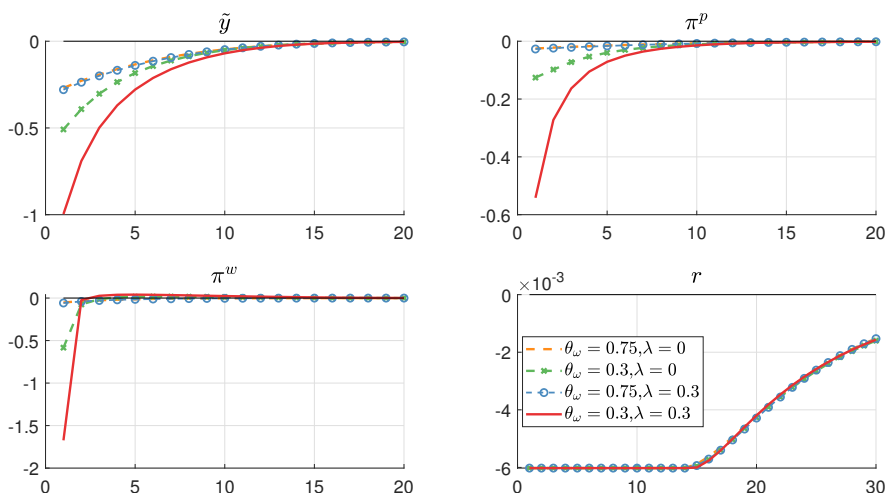 ỹ
0
-0.5
-1
0 5 10 15 20
π^p
0
-0.2
-0.4
-0.6
0 5 10 15 20
π^w
0
-0.5
-1
-1.5
-2
0 5 10 15 20
×10^-3
r
0
-2
-4
-6
0 10 20 30
θ_ω = 0.75,λ = 0
θ_ω = 0.3,λ = 0
θ_ω = 0.75,λ = 0.3
θ_ω = 0.3,λ = 0.3